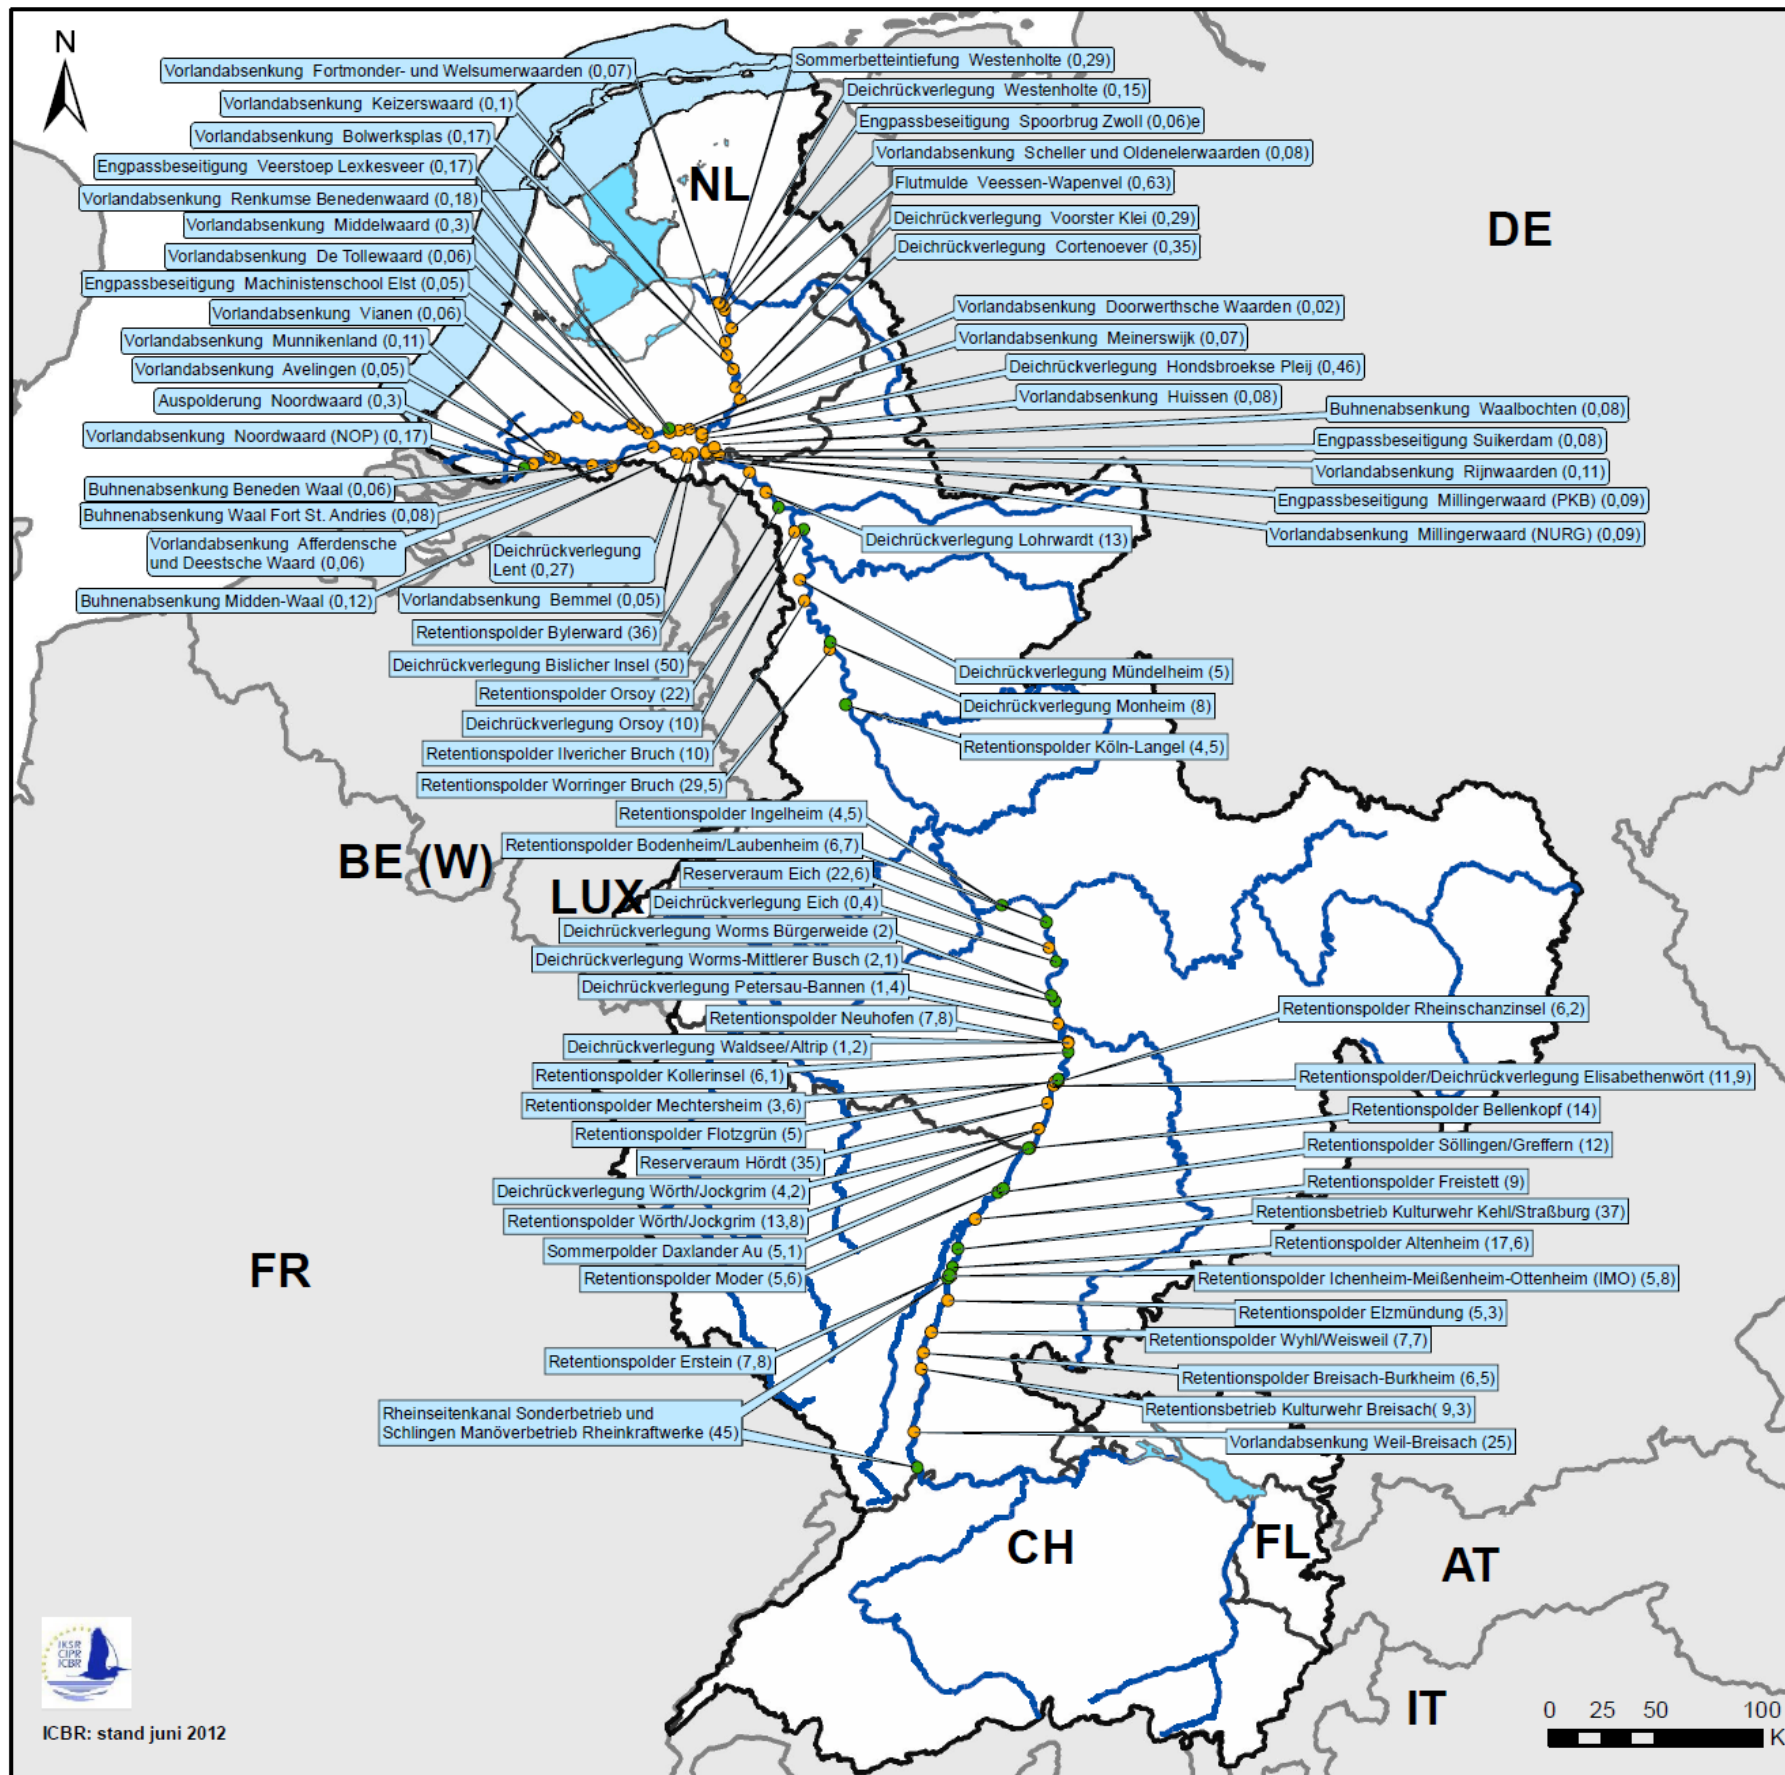 N
Vorlandabsenkung Fortmonder- und Welsumerwaarden (0,07)
Vorlandabsenkung Keizerswaard (0,1)
Vorlandabsenkung Bolwerksplas (0,17)
Engpassbeseitigung Veerstoep Lexkesveer (0,17)
Vorlandabsenkung Renkumse Benedenwaard (0,18)
Vorlandabsenkung Middelwaard (0,3)
Vorlandabsenkung De Tollewaard (0,06)
Engpassbeseitigung Machinistenschool Elst (0,05)
Vorlandabsenkung Vianen (0,06)
Vorlandabsenkung Munnikenland (0,11)
Vorlandabsenkung Avelingen (0,05)
Auspolderung Noordwaard (0,3)
Vorlandabsenkung Noordwaard (NOP) (0,17)
Buhnenabsenkung Beneden Waal (0,06)
Buhnenabsenkung Waal Fort St. Andries (0,08)
Vorlandabsenkung Afferdensche
und Deestsche Waard (0,06)
Buhnenabsenkung Midden-Waal (0,12)
Deichrückverlegung
Lent (0,27)
Vorlandabsenkung Bemmel (0,05)
Retentionspolder Bylerward (36)
Deichrückverlegung Bislicher Insel (50)
Retentionspolder Orsoy (22)
Deichrückverlegung Orsoy (10)
Retentionspolder Ilvericher Bruch (10)
Retentionspolder Worringer Bruch (29,5)
Sommerbetteintiefung Westenholte (0,29)
Deichrückverlegung Westenholte (0,15)
Engpassbeseitigung Spoorbrug Zwoll (0,06)e
Vorlandabsenkung Scheller und Oldenelerwaarden (0,08)
Flutmulde Veessen-Wapenvel (0,63)
Deichrückverlegung Voorster Klei (0,29)
Deichrückverlegung Cortenoever (0,35)
Vorlandabsenkung Doorwerthsche Waarden (0,02)
Vorlandabsenkung Meinerswijk (0,07)
Deichrückverlegung Hondsbroekse Pleij (0,46)
Vorlandabsenkung Huissen (0,08)
Buhnenabsenkung Waalbochten (0,08)
Engpassbeseitigung Suikerdam (0,08)
Vorlandabsenkung Rijnwaarden (0,11)
Engpassbeseitigung Millingerwaard (PKB) (0,09)
Vorlandabsenkung Millingerwaard (NURG) (0,09)
Deichrückverlegung Lohrwardt (13)
Deichrückverlegung Mündelheim (5)
Deichrückverlegung Monheim (8)
Retentionspolder Köln-Langel (4,5)
NL
DE
BE (W)
LUX
Retentionspolder Ingelheim (4,5)
Retentionspolder Bodenheim/Laubenheim (6,7)
Reserveraum Eich (22,6)
Deichrückverlegung Eich (0,4)
Deichrückverlegung Worms Bürgerweide (2)
Deichrückverlegung Worms-Mittlerer Busch (2,1)
Deichrückverlegung Petersau-Bannen (1,4)
Retentionspolder Neuhofen (7,8)
Deichrückverlegung Waldsee/Altrip (1,2)
Retentionspolder Kollerinsel (6,1)
Retentionspolder Mechtersheim (3,6)
Retentionspolder Flotzgrün (5)
Reserveraum Hördt (35)
Deichrückverlegung Wörth/Jockgrim (4,2)
Retentionspolder Wörth/Jockgrim (13,8)
Sommerpolder Daxlander Au (5,1)
Retentionspolder Moder (5,6)
Retentionspolder Erstein (7,8)
Rheinseitenkanal Sonderbetrieb und
Schlingen Manöverbetrieb Rheinkraftwerke (45)
Retentionspolder Rheinschanzinsel (6,2)
Retentionspolder/Deichrückverlegung Elisabethenwört (11,9)
Retentionspolder Bellenkopf (14)
Retentionspolder Söllingen/Greffern (12)
Retentionspolder Freistett (9)
Retentionsbetrieb Kulturwehr Kehl/Straßburg (37)
Retentionspolder Altenheim (17,6)
Retentionspolder Ichenheim-Meißenheim-Ottenheim (IMO) (5,8)
Retentionspolder Elzmündung (5,3)
Retentionspolder Wyhl/Weisweil (7,7)
Retentionspolder Breisach-Burkheim (6,5)
Retentionsbetrieb Kulturwehr Breisach( 9,3)
Vorlandabsenkung Weil-Breisach (25)
FR
CH
FL
AT
IT
IKSR
CIPR
ICBR
ICBR: stand juni 2012
0 25 50 100
K